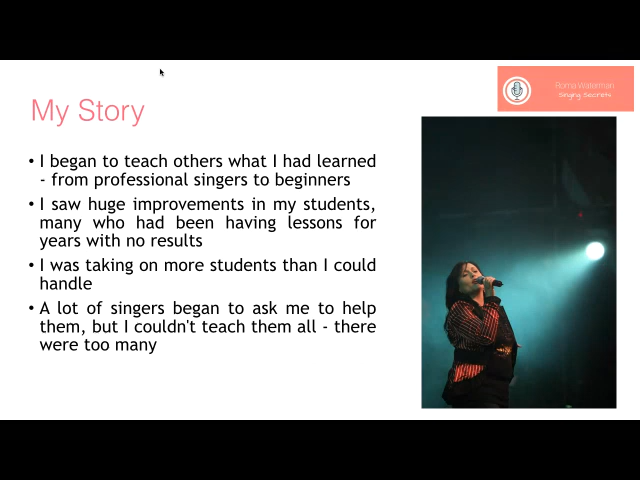 Roma Waterman
Singing Secrets
My Story
• I began to teach others what I had learned
- from professional singers to beginners
• I saw huge improvements in my students,
many who had been having lessons for
years with no results
• I was taking on more students than I could
handle
• A lot of singers began to ask me to help
them, but I couldn't teach them all - there
were too many